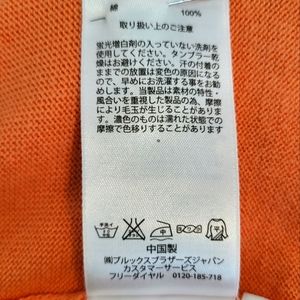 綿 100%
取り扱い上のご注意
蛍光増白剤の入っていない洗剤を
使用してください。タンブラー乾
燥はお避けください。汗の付着の
ままでの放置は変色の原因になる
ので、早めにお洗濯する事をお勧
めします。当製品は素材の特性・
風合いを重視した製品の為、摩擦
により毛玉が生じることがありま
す。濃色のものは濡れた状態での
摩擦で色移りすることがあります。
手洗イ
中
中国製
㈱ブルックスブラザーズジャパン
カスタマーサービス
フリーダイヤル 0120-185-718